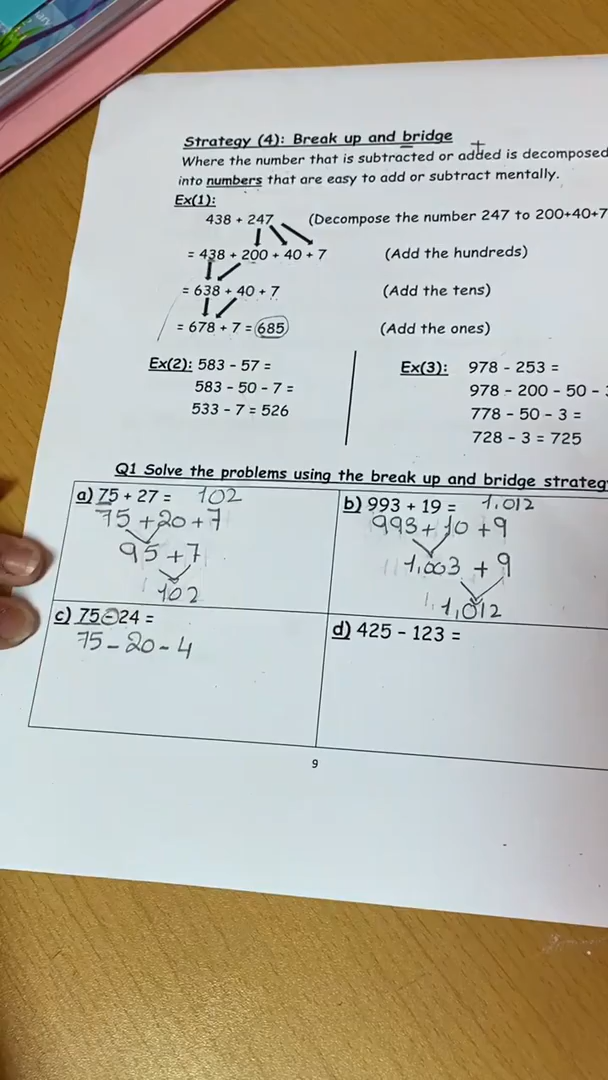 Strategy (4): Break up and bridge
+
Where the number that is subtracted or added is decomposed
into numbers that are easy to add or subtract mentally.
Ex(1):
438 + 247 (Decompose the number 247 to 200+40+7
= 438 + 200 + 40 + 7 (Add the hundreds)
= 638 + 40 + 7 (Add the tens)
= 678 + 7 = 685 (Add the ones)
Ex(2): 583 - 57 =
583 - 50 - 7 =
533 - 7 = 526
Ex(3): 978 - 253 =
978 - 200 - 50 -
778 - 50 - 3 =
728 - 3 = 725
Q1 Solve the problems using the break up and bridge strategy
a) 75 + 27 = 102
75 + 20 + 7
95 + 7
102
b) 993 + 19 = 1,012
993 + 10 + 9
1,003 + 9
1,012
c) 75 - 24 =
75 - 20 - 4
d) 425 - 123 =
9